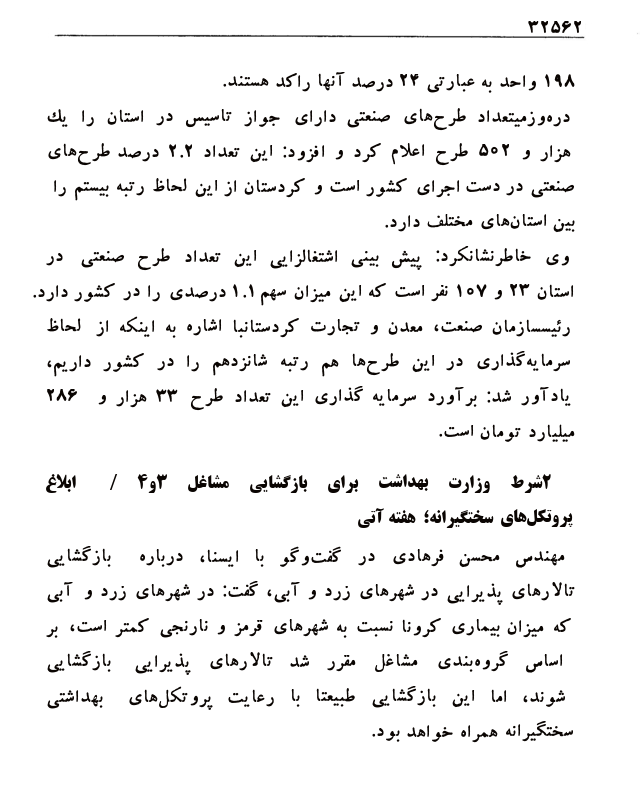 ۳۲۵۶۲
۱۹۸ واحد به عبارتی ۲۴ درصد آنها راکد هستند.
دره‌وزمیتعداد طرح‌های صنعتی دارای جواز تاسیس در استان را یك
هزار و ۵۰۲ طرح اعلام کرد و افزود: این تعداد ۲.۲ درصد طرح‌های
صنعتی در دست اجرای کشور است و کردستان از این لحاظ رتبه بیستم را
بین استان‌های مختلف دارد.
وی خاطرنشانکرد: پیش بینی اشتغالزایی این تعداد طرح صنعتی در
استان ۲۳ و ۱۰۷ نفر است که این میزان سهم ۱.۱ درصدی را در کشور دارد.
رئیسسازمان صنعت، معدن و تجارت کردستانبا اشاره به اینکه از لحاظ
سرمایه‌گذاری در این طرح‌ها هم رتبه شانزدهم را در کشور داریم،
یادآور شد: برآورد سرمایه گذاری این تعداد طرح ۳۳ هزار و ۲۸۶
میلیارد تومان است.
۲شرط وزارت بهداشت برای بازگشایی مشاغل ۳و۴ / ابلاغ
پروتکل‌های سختگیرانه؛ هفته آتی
مهندس محسن فرهادی در گفت‌وگو با ایسنا، درباره بازگشایی
تالارهای پذیرایی در شهرهای زرد و آبی، گفت: در شهرهای زرد و آبی
که میزان بیماری کرونا نسبت به شهرهای قرمز و نارنجی کمتر است، بر
اساس گروه‌بندی مشاغل مقرر شد تالارهای پذیرایی بازگشایی
شوند، اما این بازگشایی طبیعتا با رعایت پروتکل‌های بهداشتی
سختگیرانه همراه خواهد بود.